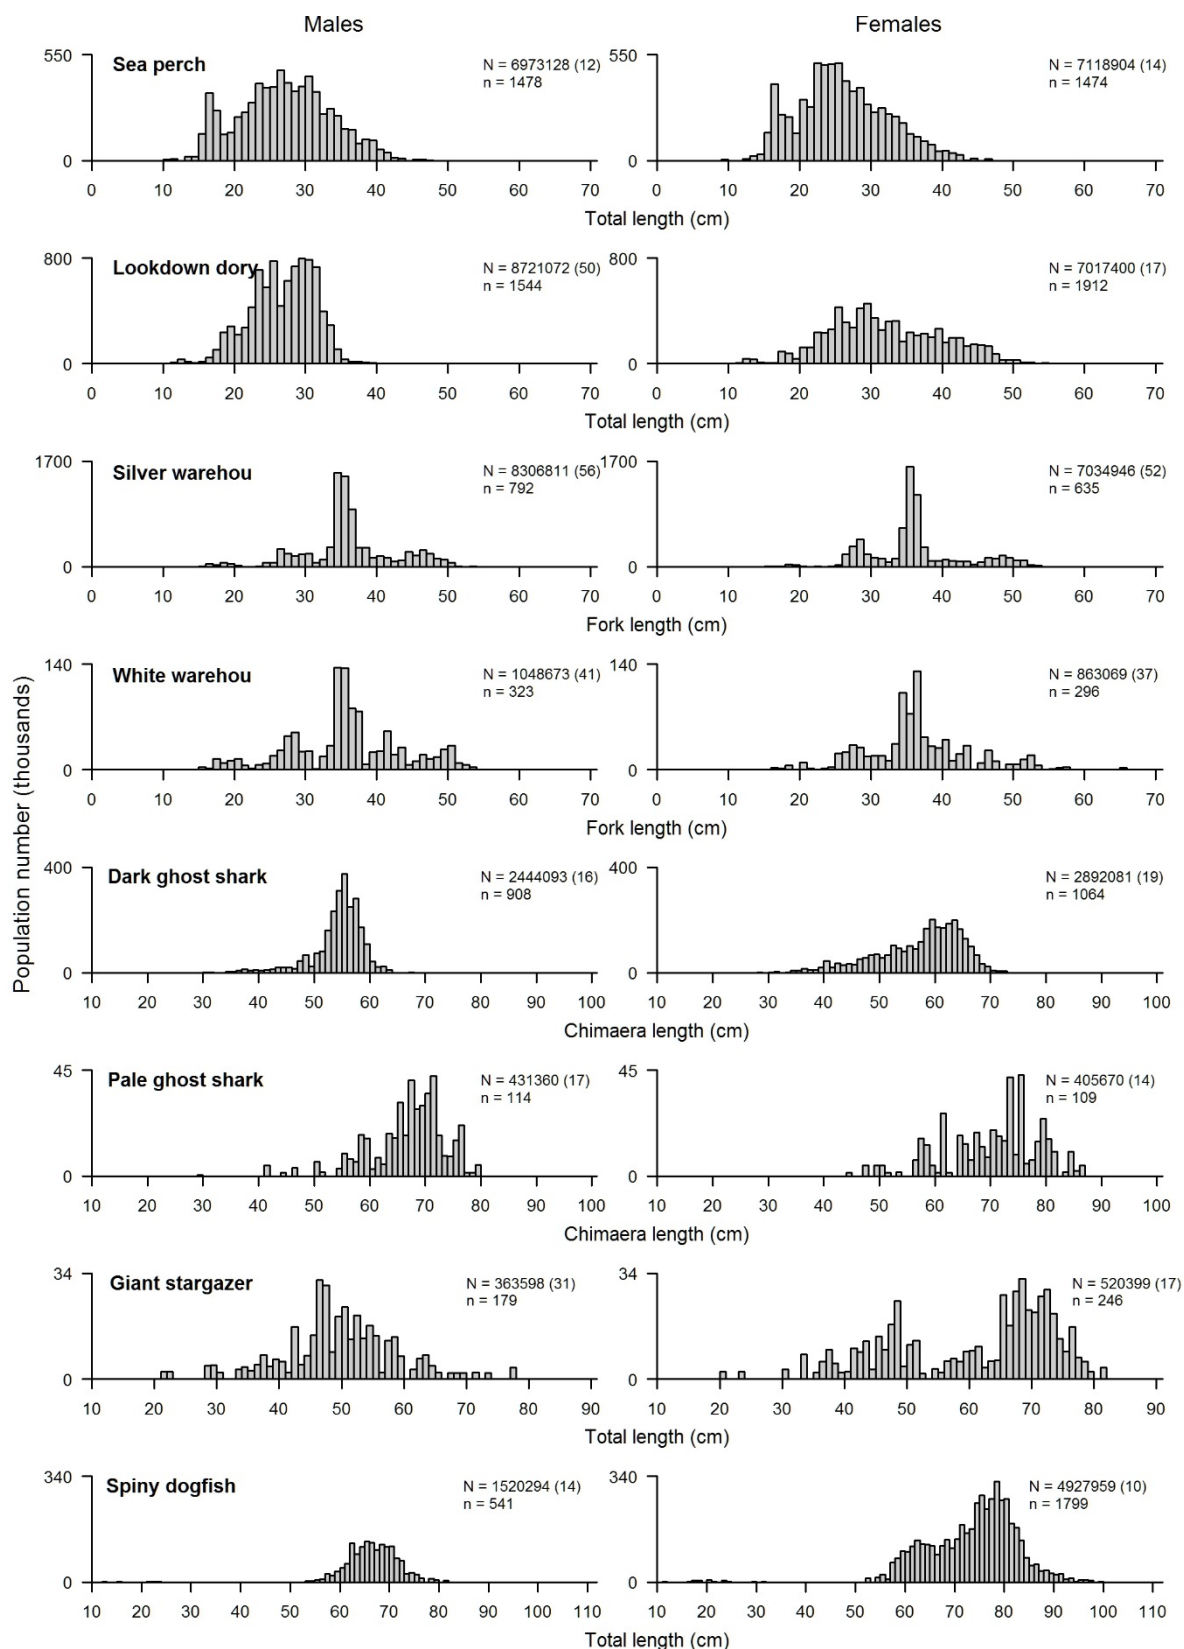 Males Females
Sea perch
N = 6973128 (12)
n = 1478
N = 7118904 (14)
n = 1474
550 550
0 0
0 10 20 30 40 50 60 70 0 10 20 30 40 50 60 70
Total length (cm)
Lookdown dory
N = 8721072 (50)
n = 1544
N = 7017400 (17)
n = 1912
800 800
0 0
0 10 20 30 40 50 60 70 0 10 20 30 40 50 60 70
Total length (cm)
Silver warehou
N = 8306811 (56)
n = 792
N = 7034946 (52)
n = 635
1700 1700
0 0
0 10 20 30 40 50 60 70 0 10 20 30 40 50 60 70
Fork length (cm)
White warehou
N = 1048673 (41)
n = 323
N = 863069 (37)
n = 296
140 140
0 0
0 10 20 30 40 50 60 70 0 10 20 30 40 50 60 70
Fork length (cm)
Population number (thousands)
Dark ghost shark
N = 2444093 (16)
n = 908
N = 2892081 (19)
n = 1064
400 400
0 0
10 20 30 40 50 60 70 80 90 100 10 20 30 40 50 60 70 80 90 100
Chimaera length (cm)
Pale ghost shark
N = 431360 (17)
n = 114
N = 405670 (14)
n = 109
45 45
0 0
10 20 30 40 50 60 70 80 90 100 10 20 30 40 50 60 70 80 90 100
Chimaera length (cm)
Giant stargazer
N = 363598 (31)
n = 179
N = 520399 (17)
n = 246
34 34
0 0
10 20 30 40 50 60 70 80 90 10 20 30 40 50 60 70 80 90
Total length (cm)
Spiny dogfish
N = 1520294 (14)
n = 541
N = 4927959 (10)
n = 1799
340 340
0 0
10 20 30 40 50 60 70 80 90 100 110 10 20 30 40 50 60 70 80 90 100 110
Total length (cm)